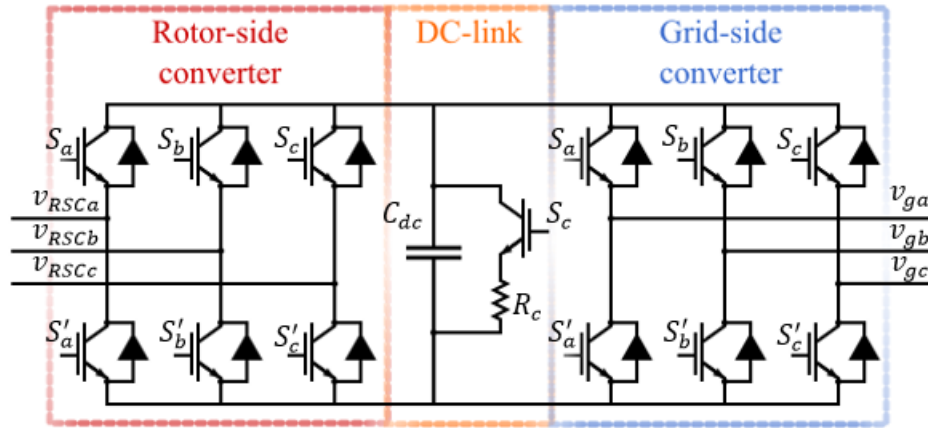 Rotor-side
converter
DC-link
Grid-side
converter
S_a S_b S_c S_a S_b S_c
v_RSCa v_ga
v_RSCb C_dc S_c v_gb
v_RSCc v_gc
R_c
S'_a S'_b S'_c S'_a S'_b S'_c